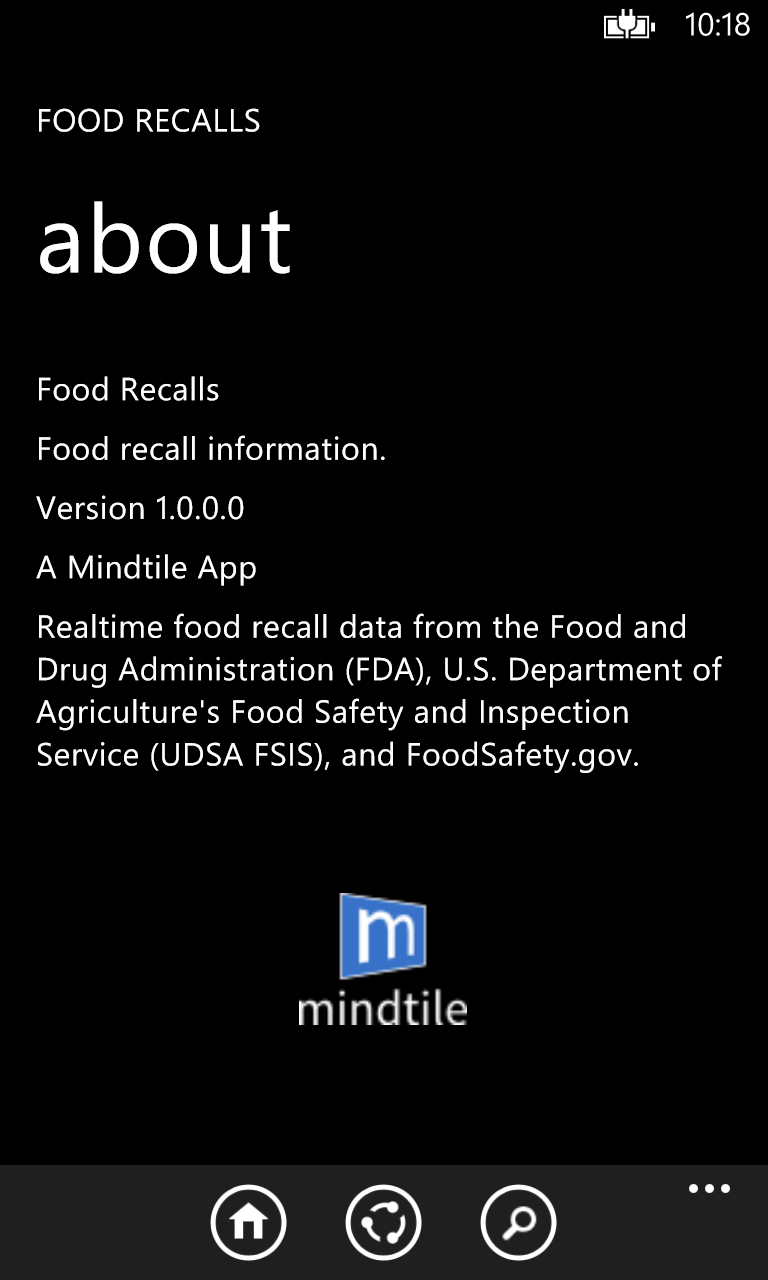 10:18
FOOD RECALLS
about
Food Recalls
Food recall information.
Version 1.0.0.0
A Mindtile App
Realtime food recall data from the Food and
Drug Administration (FDA), U.S. Department of
Agriculture's Food Safety and Inspection
Service (UDSA FSIS), and FoodSafety.gov.
m
mindtile